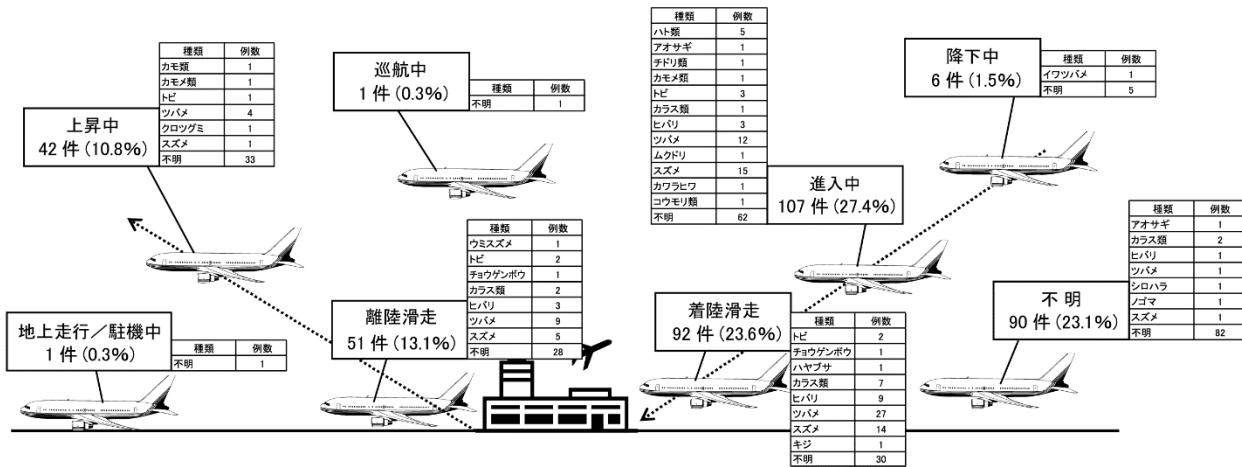 種類 例数
カモ類 1
カモメ類 1
トビ 1
ツバメ 4
クロツグミ 1
スズメ 1
不明 33
上昇中
42 件 (10.8%)
巡航中
1 件 (0.3%)
種類 例数
不明 1
種類 例数
ハト類 5
アオサギ 1
チドリ類 1
カモメ類 1
トビ 3
カラス類 1
ヒバリ 3
ツバメ 12
ムクドリ 1
スズメ 15
カワラヒワ 1
コウモリ類 1
不明 62
進入中
107 件 (27.4%)
降下中
6 件 (1.5%)
種類 例数
イワツバメ 1
不明 5
地上走行／駐機中
1 件 (0.3%)
種類 例数
不明 1
離陸滑走
51 件 (13.1%)
種類 例数
ウミスズメ 1
トビ 2
チョウゲンボウ 1
カラス類 2
ヒバリ 3
ツバメ 9
スズメ 5
不明 28
着陸滑走
92 件 (23.6%)
種類 例数
トビ 2
チョウゲンボウ 1
ハヤブサ 1
カラス類 7
ヒバリ 9
ツバメ 27
スズメ 14
キジ 1
不明 30
不 明
90 件 (23.1%)
種類 例数
アオサギ 1
カラス類 2
ヒバリ 1
ツバメ 1
シロハラ 1
ノゴマ 1
スズメ 1
不明 82